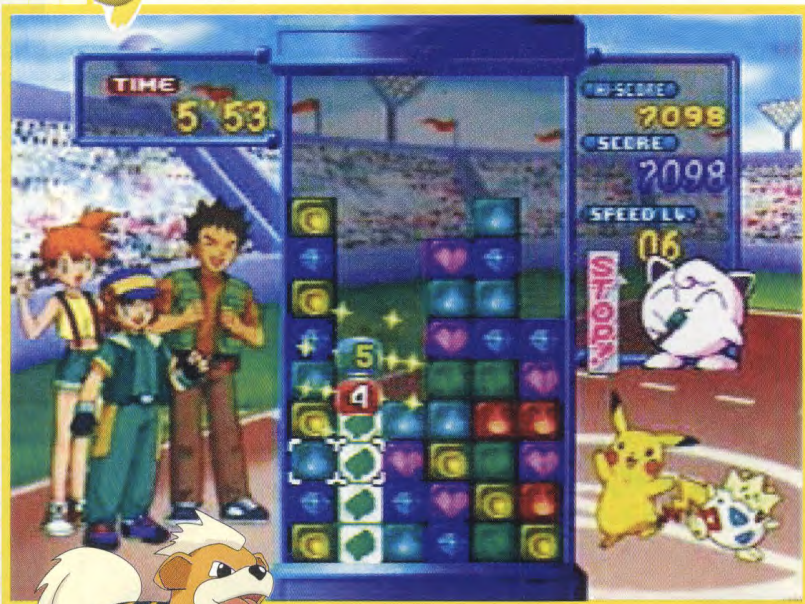 TIME
5"53
HI-SCORE
7098
SCORE
7098
SPEED LV.
06
STOP?
5
4